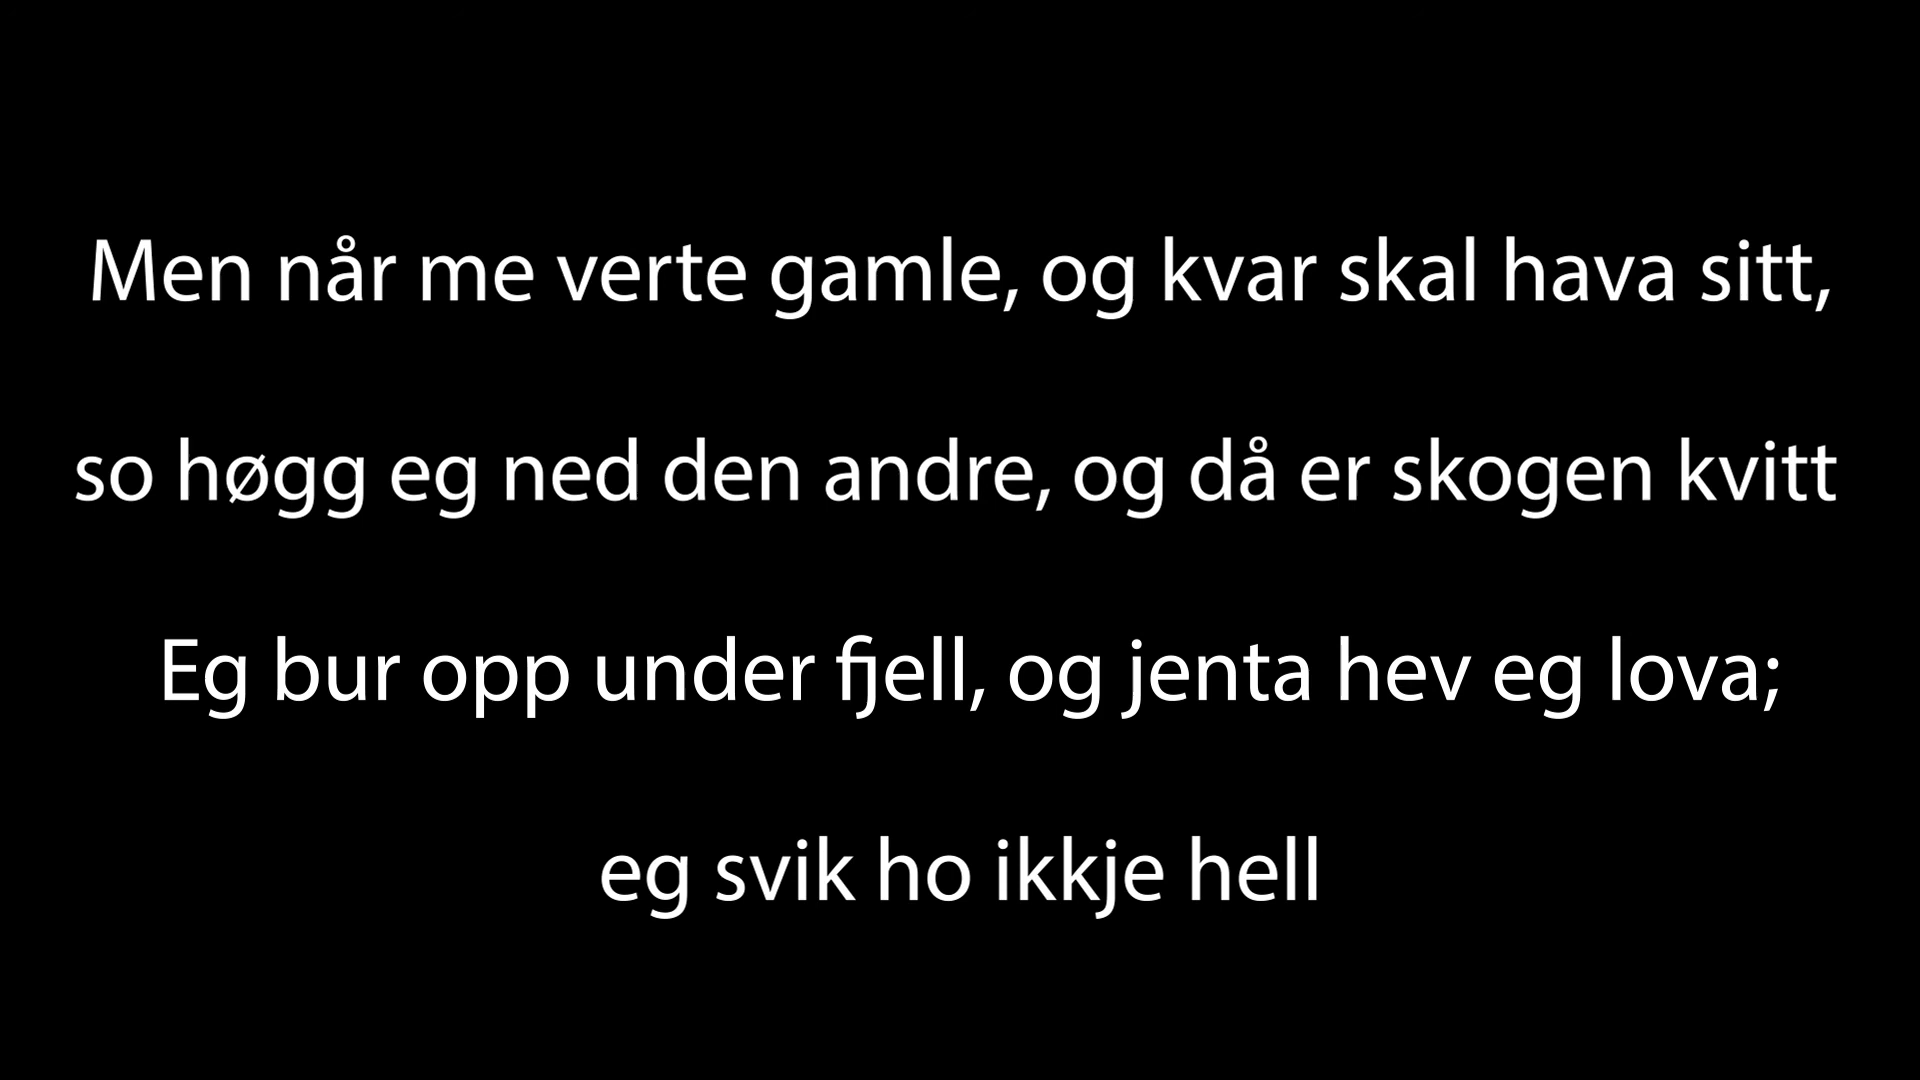 Men når me verte gamle, og kvar skal hava sitt,
so høgg eg ned den andre, og då er skogen kvitt
Eg bur opp under fjell, og jenta hev eg lova;
eg svik ho ikkje hell